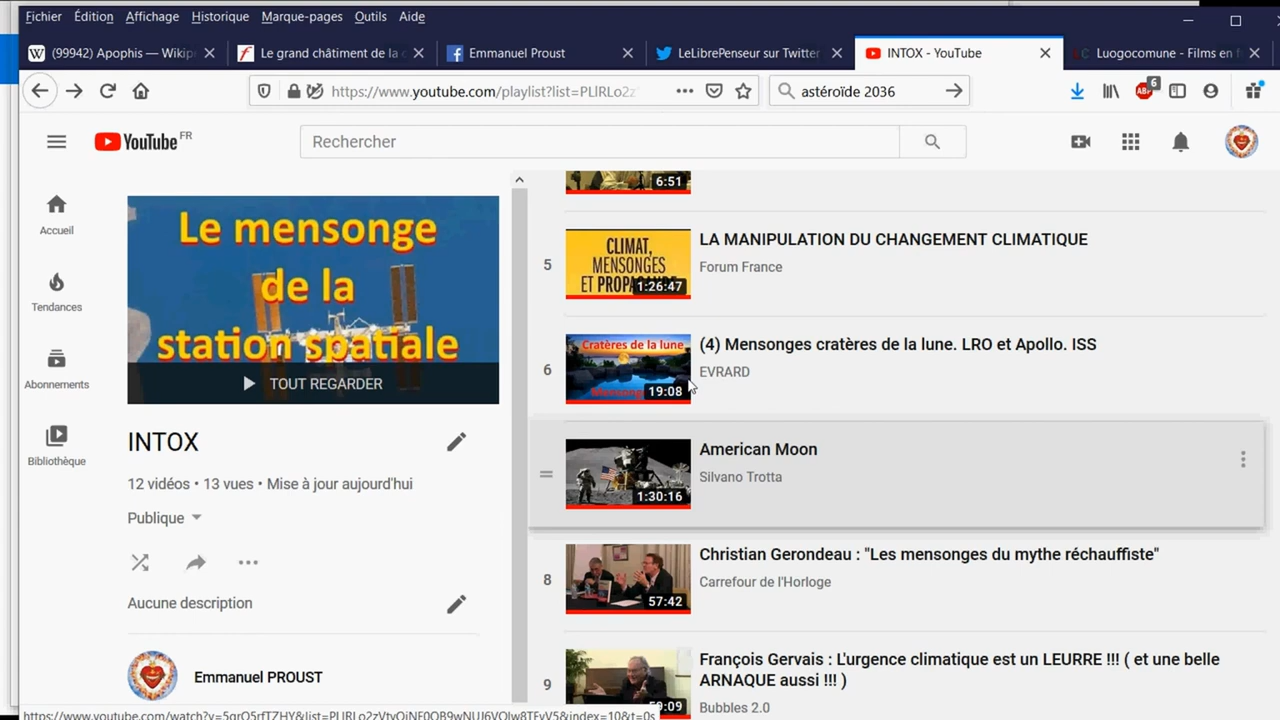 Fichier Édition Affichage Historique Marque-pages Outils Aide
(99942) Apophis — Wikip
Le grand châtiment de la c
Emmanuel Proust
LeLibrePenseur sur Twitter
INTOX - YouTube
Luogocomune - Films en f
https://www.youtube.com/playlist?list=PLlRLo2z
astéroïde 2036
ABP
6
YouTube FR
Rechercher
Accueil
Tendances
Abonnements
Bibliothèque
Le mensonge
de la
station spatiale
TOUT REGARDER
INTOX
12 vidéos • 13 vues • Mise à jour aujourd'hui
Publique
Aucune description
Emmanuel PROUST
6:51
5
CLIMAT,
MENSONGES
ET PROPAGANDE
1:26:47
LA MANIPULATION DU CHANGEMENT CLIMATIQUE
Forum France
6
Cratères de la lune
19:08
(4) Mensonges cratères de la lune. LRO et Apollo. ISS
EVRARD
1:30:16
American Moon
Silvano Trotta
8
57:42
Christian Gerondeau : "Les mensonges du mythe réchauffiste"
Carrefour de l'Horloge
9
François Gervais : L'urgence climatique est un LEURRE !!! ( et une belle
ARNAQUE aussi !!! )
Bubbles 2.0